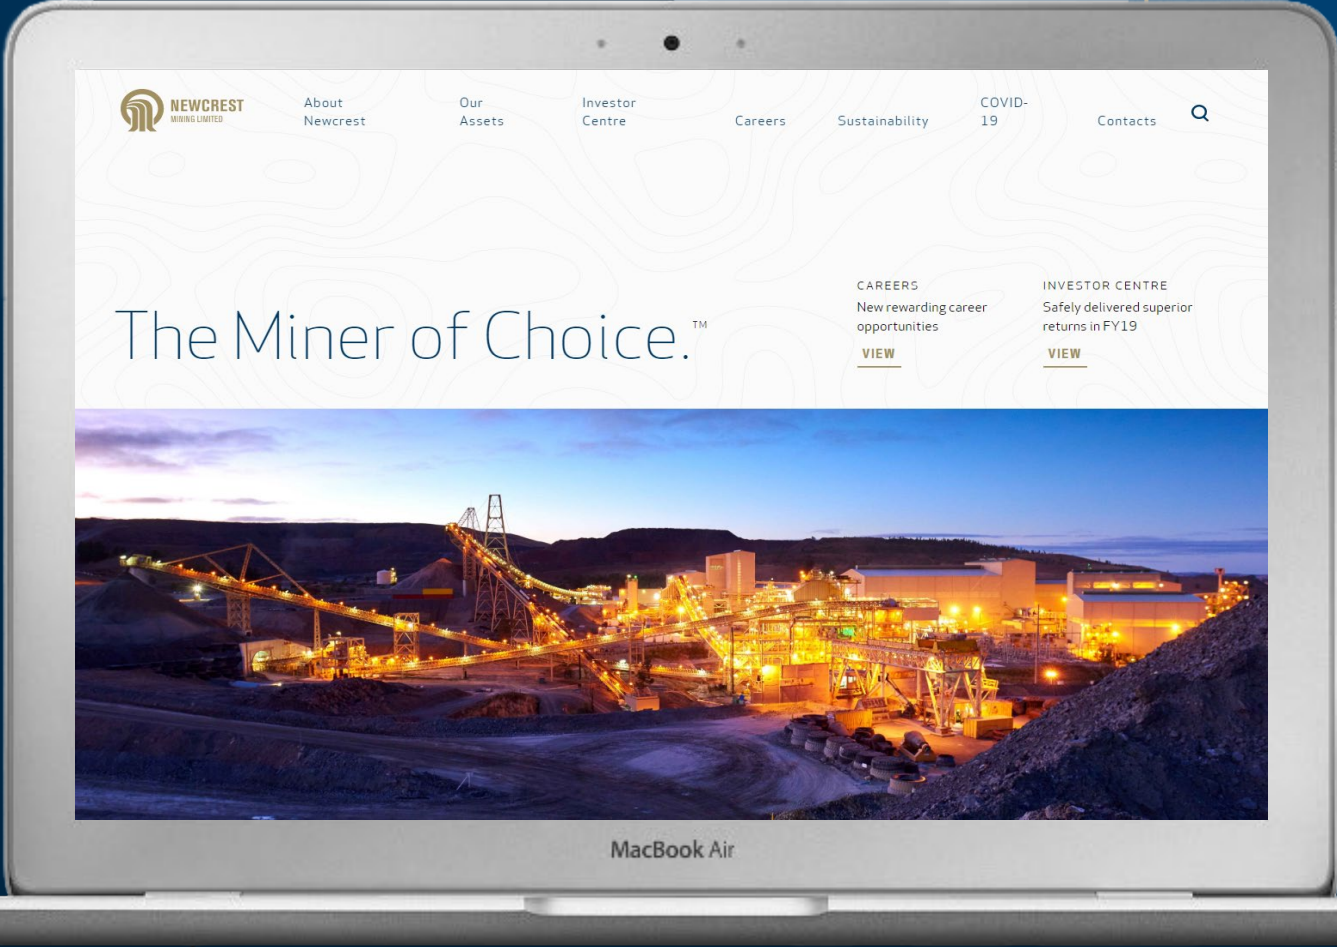 NEWCREST
MINING LIMITED
About
Newcrest
Our
Assets
Investor
Centre
Careers
Sustainability
COVID-
19
Contacts
The Miner of Choice.™
CAREERS
New rewarding career
opportunities
VIEW
INVESTOR CENTRE
Safely delivered superior
returns in FY19
VIEW
MacBook Air